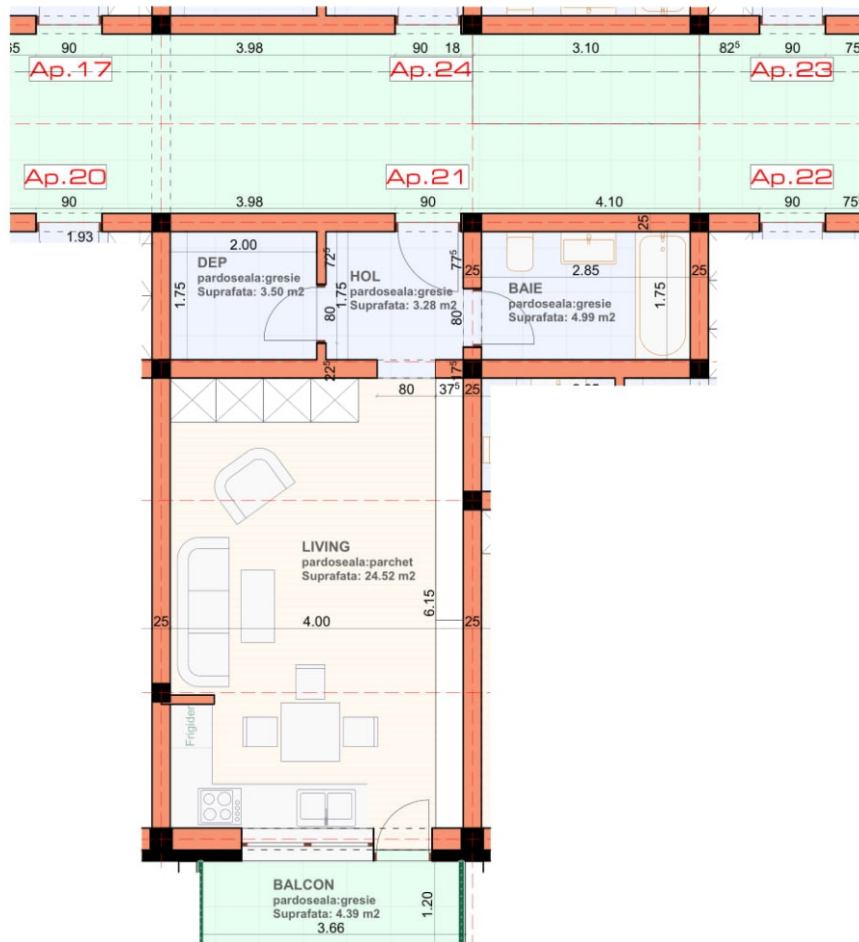 65 90 3.98 90 18 3.10 82⁵ 90 75
Ap.17 Ap.24 Ap.23
Ap.20 Ap.21 Ap.22
90 3.98 90 4.10 90 75⁵
1.93 25
2.00 72⁵ 77⁵ 25 2.85 25
DEP
pardoseala:gresie
Suprafata: 3.50 m2
1.75
HOL
pardoseala:gresie
Suprafata: 3.28 m2
1.75
80
80⁵
BAIE
pardoseala:gresie
Suprafata: 4.99 m2
1.75
22⁵ 17⁵
80 37⁵ 25
LIVING
pardoseala:parchet
Suprafata: 24.52 m2
6.15
25 4.00 25
Frigider
BALCON
pardoseala:gresie
Suprafata: 4.39 m2
1.20
3.66